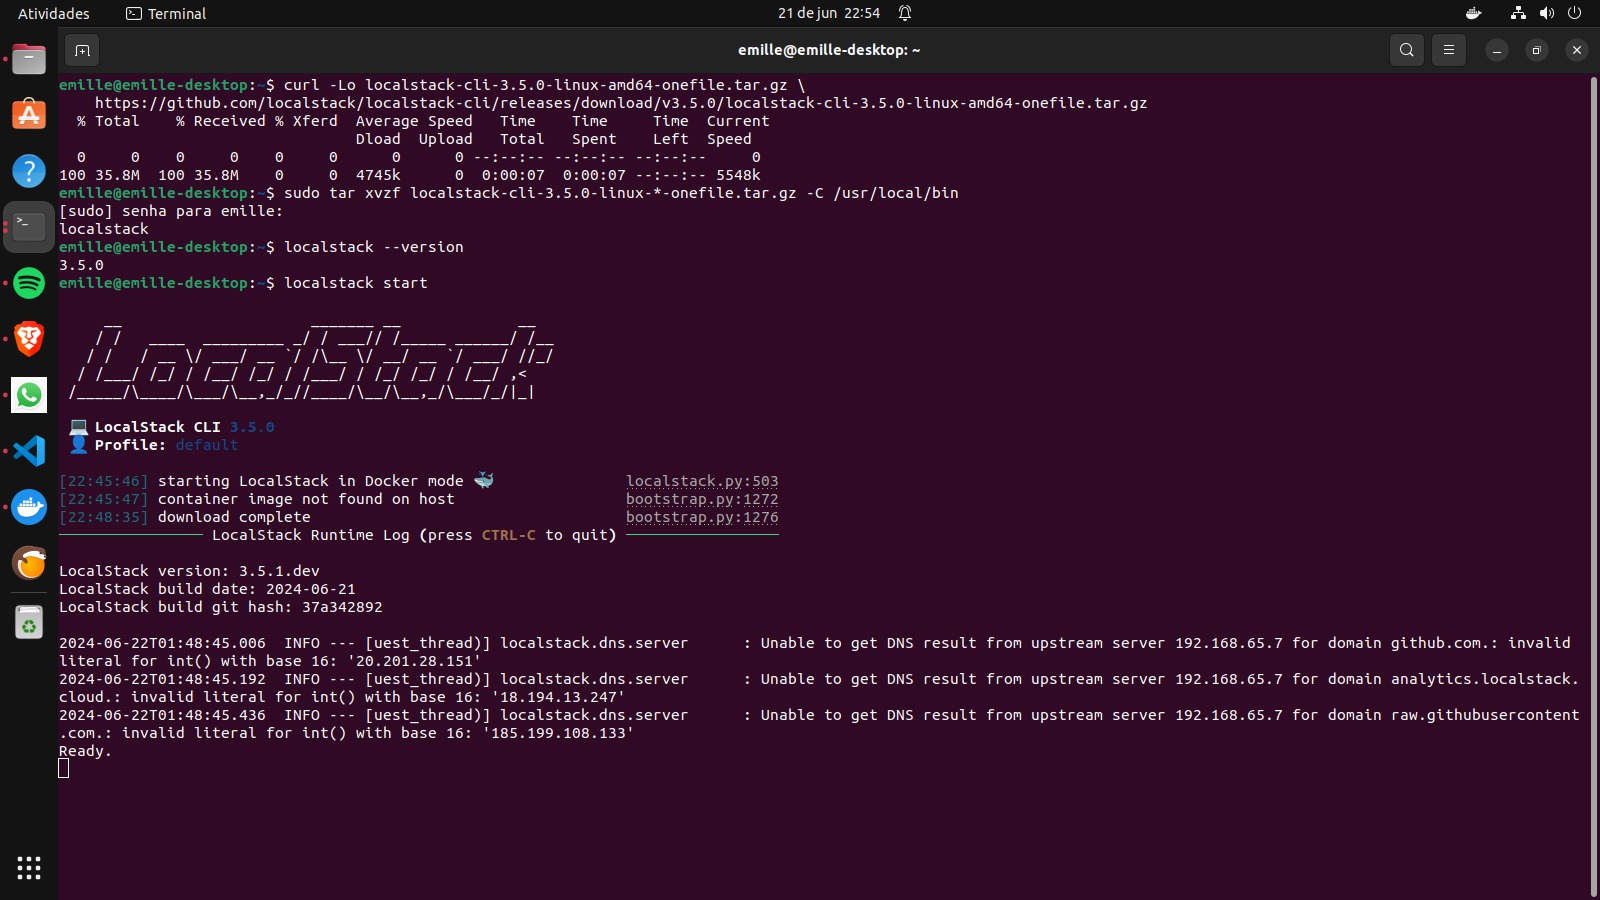 Atividades
Terminal
21 de jun 22:54
emille@emille-desktop: ~
emille@emille-desktop:~$ curl -Lo localstack-cli-3.5.0-linux-amd64-onefile.tar.gz \
    https://github.com/localstack/localstack-cli/releases/download/v3.5.0/localstack-cli-3.5.0-linux-amd64-onefile.tar.gz
  % Total    % Received % Xferd  Average Speed   Time    Time     Time  Current
                                 Dload  Upload   Total   Spent    Left  Speed
  0     0    0     0    0     0      0      0 --:--:-- --:--:-- --:--:--     0
100 35.8M  100 35.8M    0     0  4745k      0  0:00:07  0:00:07 --:--:-- 5548k
emille@emille-desktop:~$ sudo tar xvzf localstack-cli-3.5.0-linux-*-onefile.tar.gz -C /usr/local/bin
[sudo] senha para emille:
localstack
emille@emille-desktop:~$ localstack --version
3.5.0
emille@emille-desktop:~$ localstack start
LocalStack
LocalStack CLI 3.5.0
Profile: default
[22:45:46] starting LocalStack in Docker mode 🐳 localstack.py:503
[22:45:47] container image not found on host bootstrap.py:1272
[22:48:35] download complete bootstrap.py:1276
LocalStack Runtime Log (press CTRL-C to quit)
LocalStack version: 3.5.1.dev
LocalStack build date: 2024-06-21
LocalStack build git hash: 37a342892
2024-06-22T01:48:45.006  INFO --- [uest_thread)] localstack.dns.server      : Unable to get DNS result from upstream server 192.168.65.7 for domain github.com.: invalid
literal for int() with base 16: '20.201.28.151'
2024-06-22T01:48:45.192  INFO --- [uest_thread)] localstack.dns.server      : Unable to get DNS result from upstream server 192.168.65.7 for domain analytics.localstack.
cloud.: invalid literal for int() with base 16: '18.194.13.247'
2024-06-22T01:48:45.436  INFO --- [uest_thread)] localstack.dns.server      : Unable to get DNS result from upstream server 192.168.65.7 for domain raw.githubusercontent
.com.: invalid literal for int() with base 16: '185.199.108.133'
Ready.